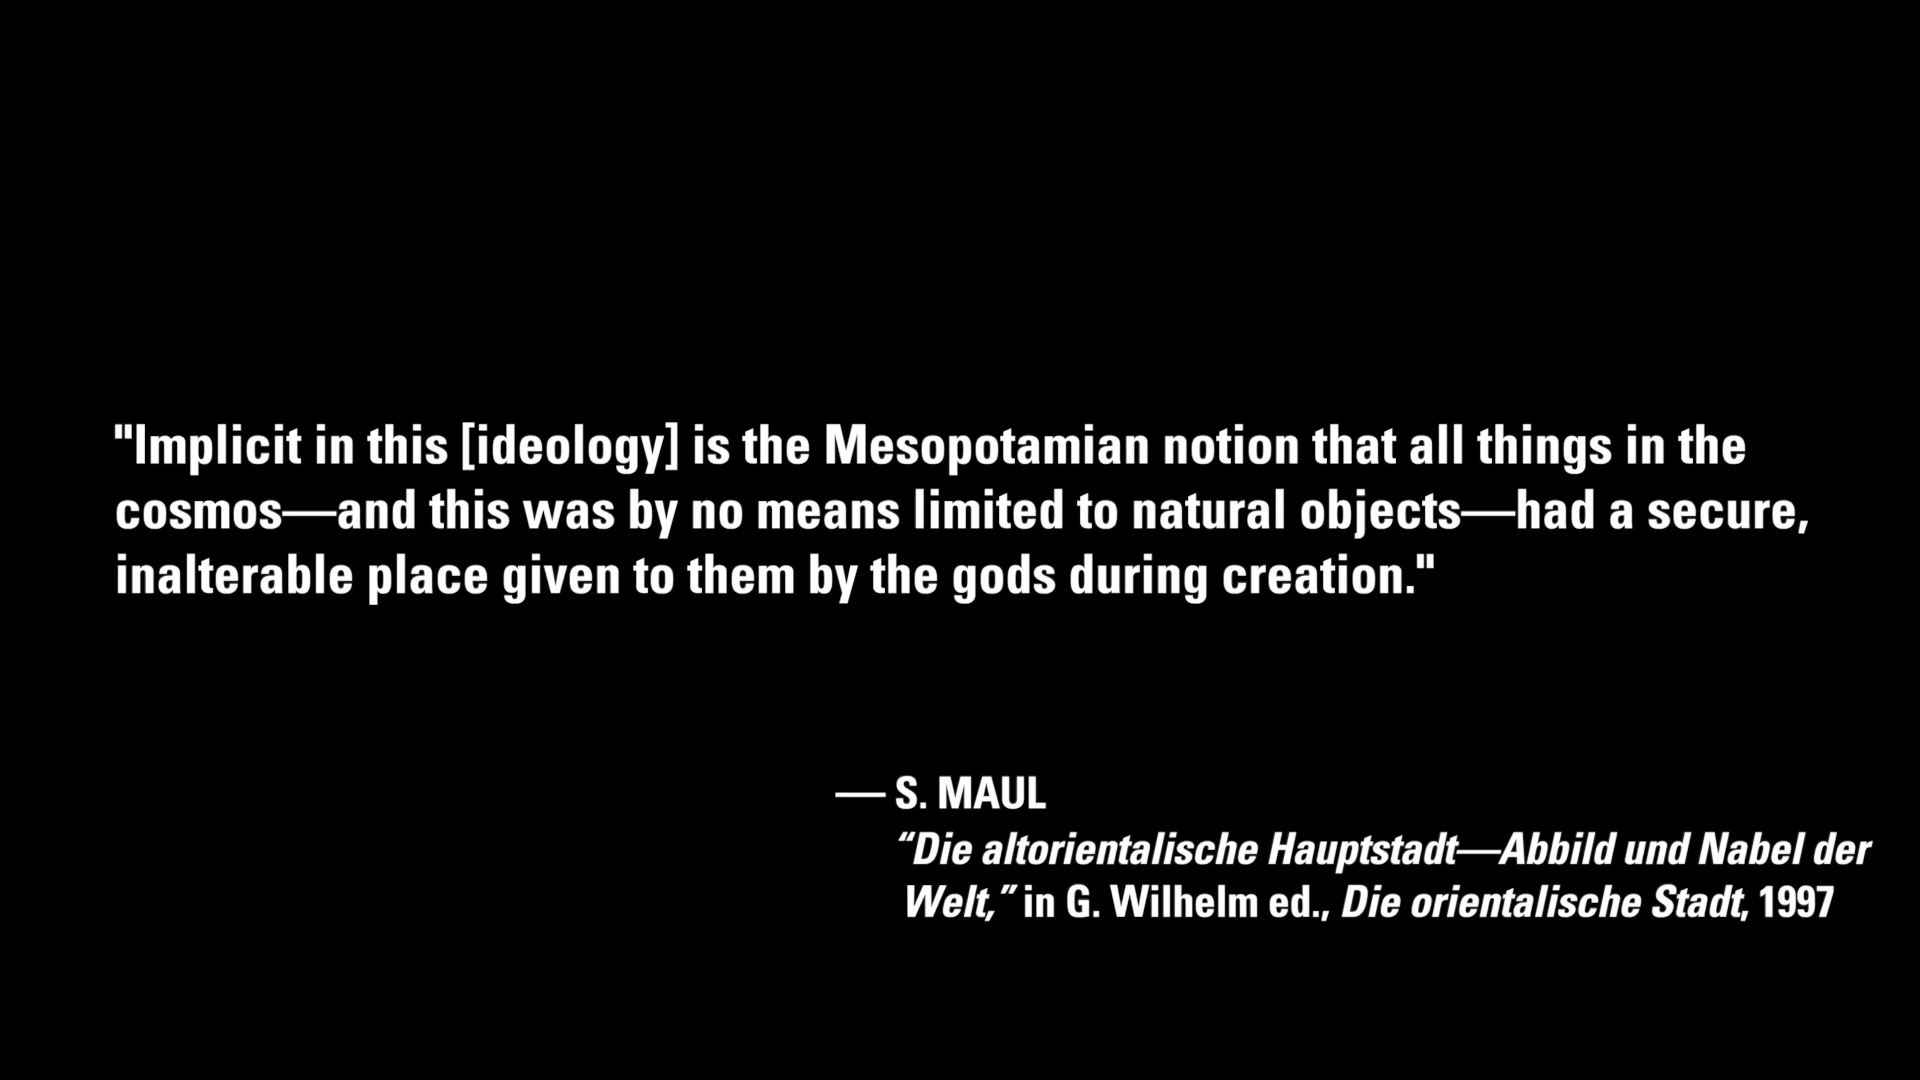 "Implicit in this [ideology] is the Mesopotamian notion that all things in the
cosmos—and this was by no means limited to natural objects—had a secure,
inalterable place given to them by the gods during creation."
— S. MAUL
“Die altorientalische Hauptstadt—Abbild und Nabel der
Welt,” in G. Wilhelm ed., Die orientalische Stadt, 1997